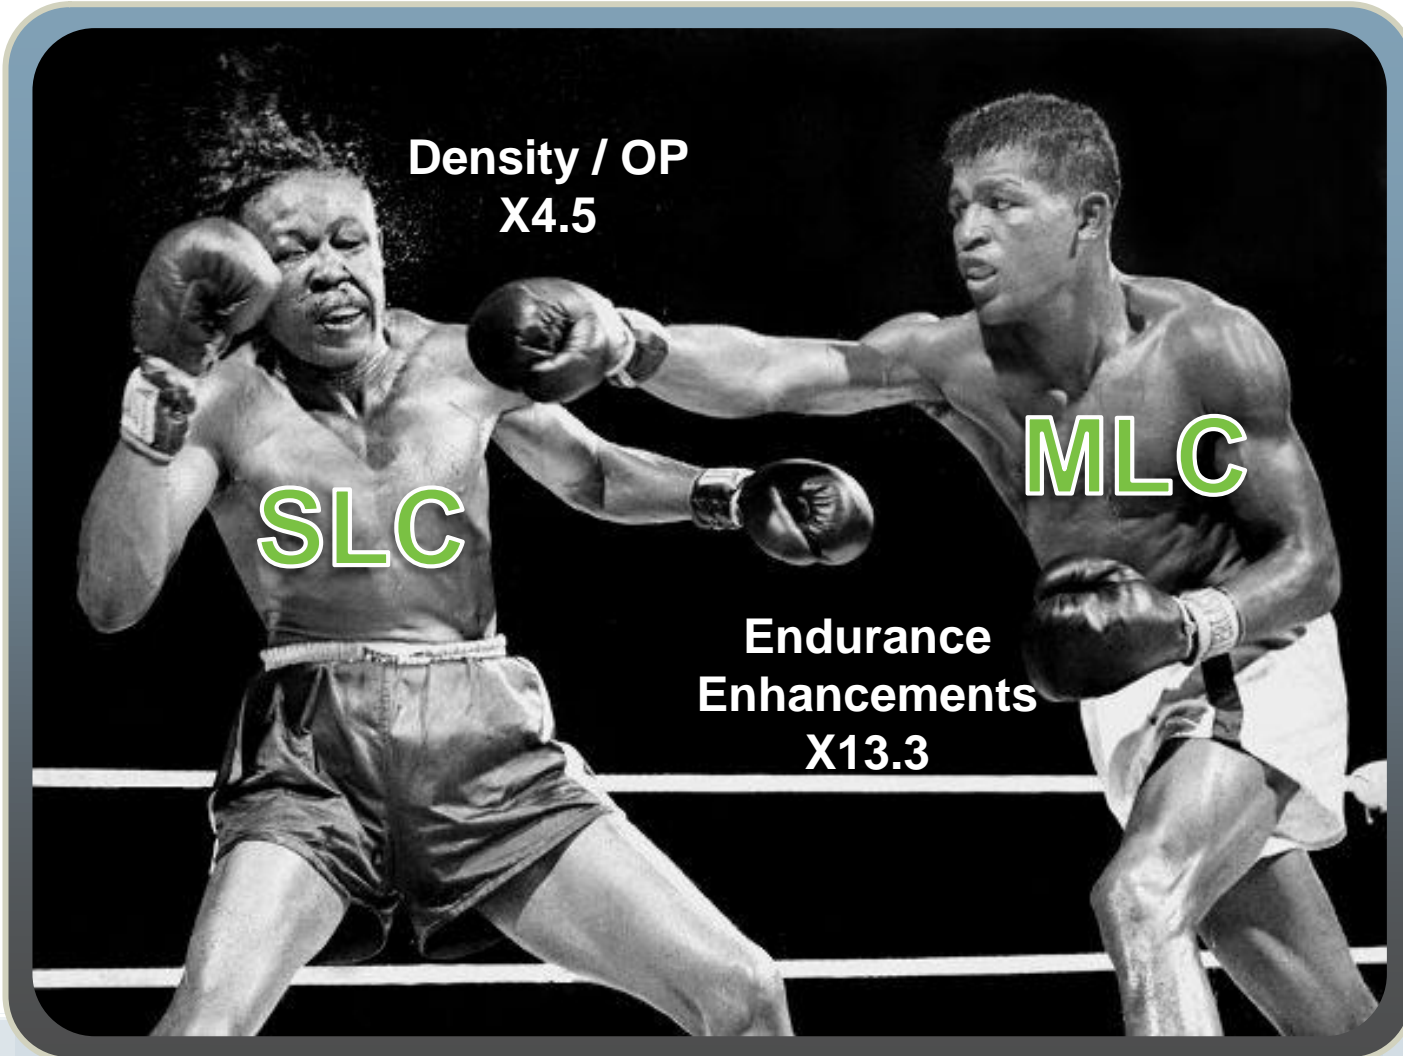 Density / OP
X4.5
MLC
SLC
Endurance
Enhancements
X13.3